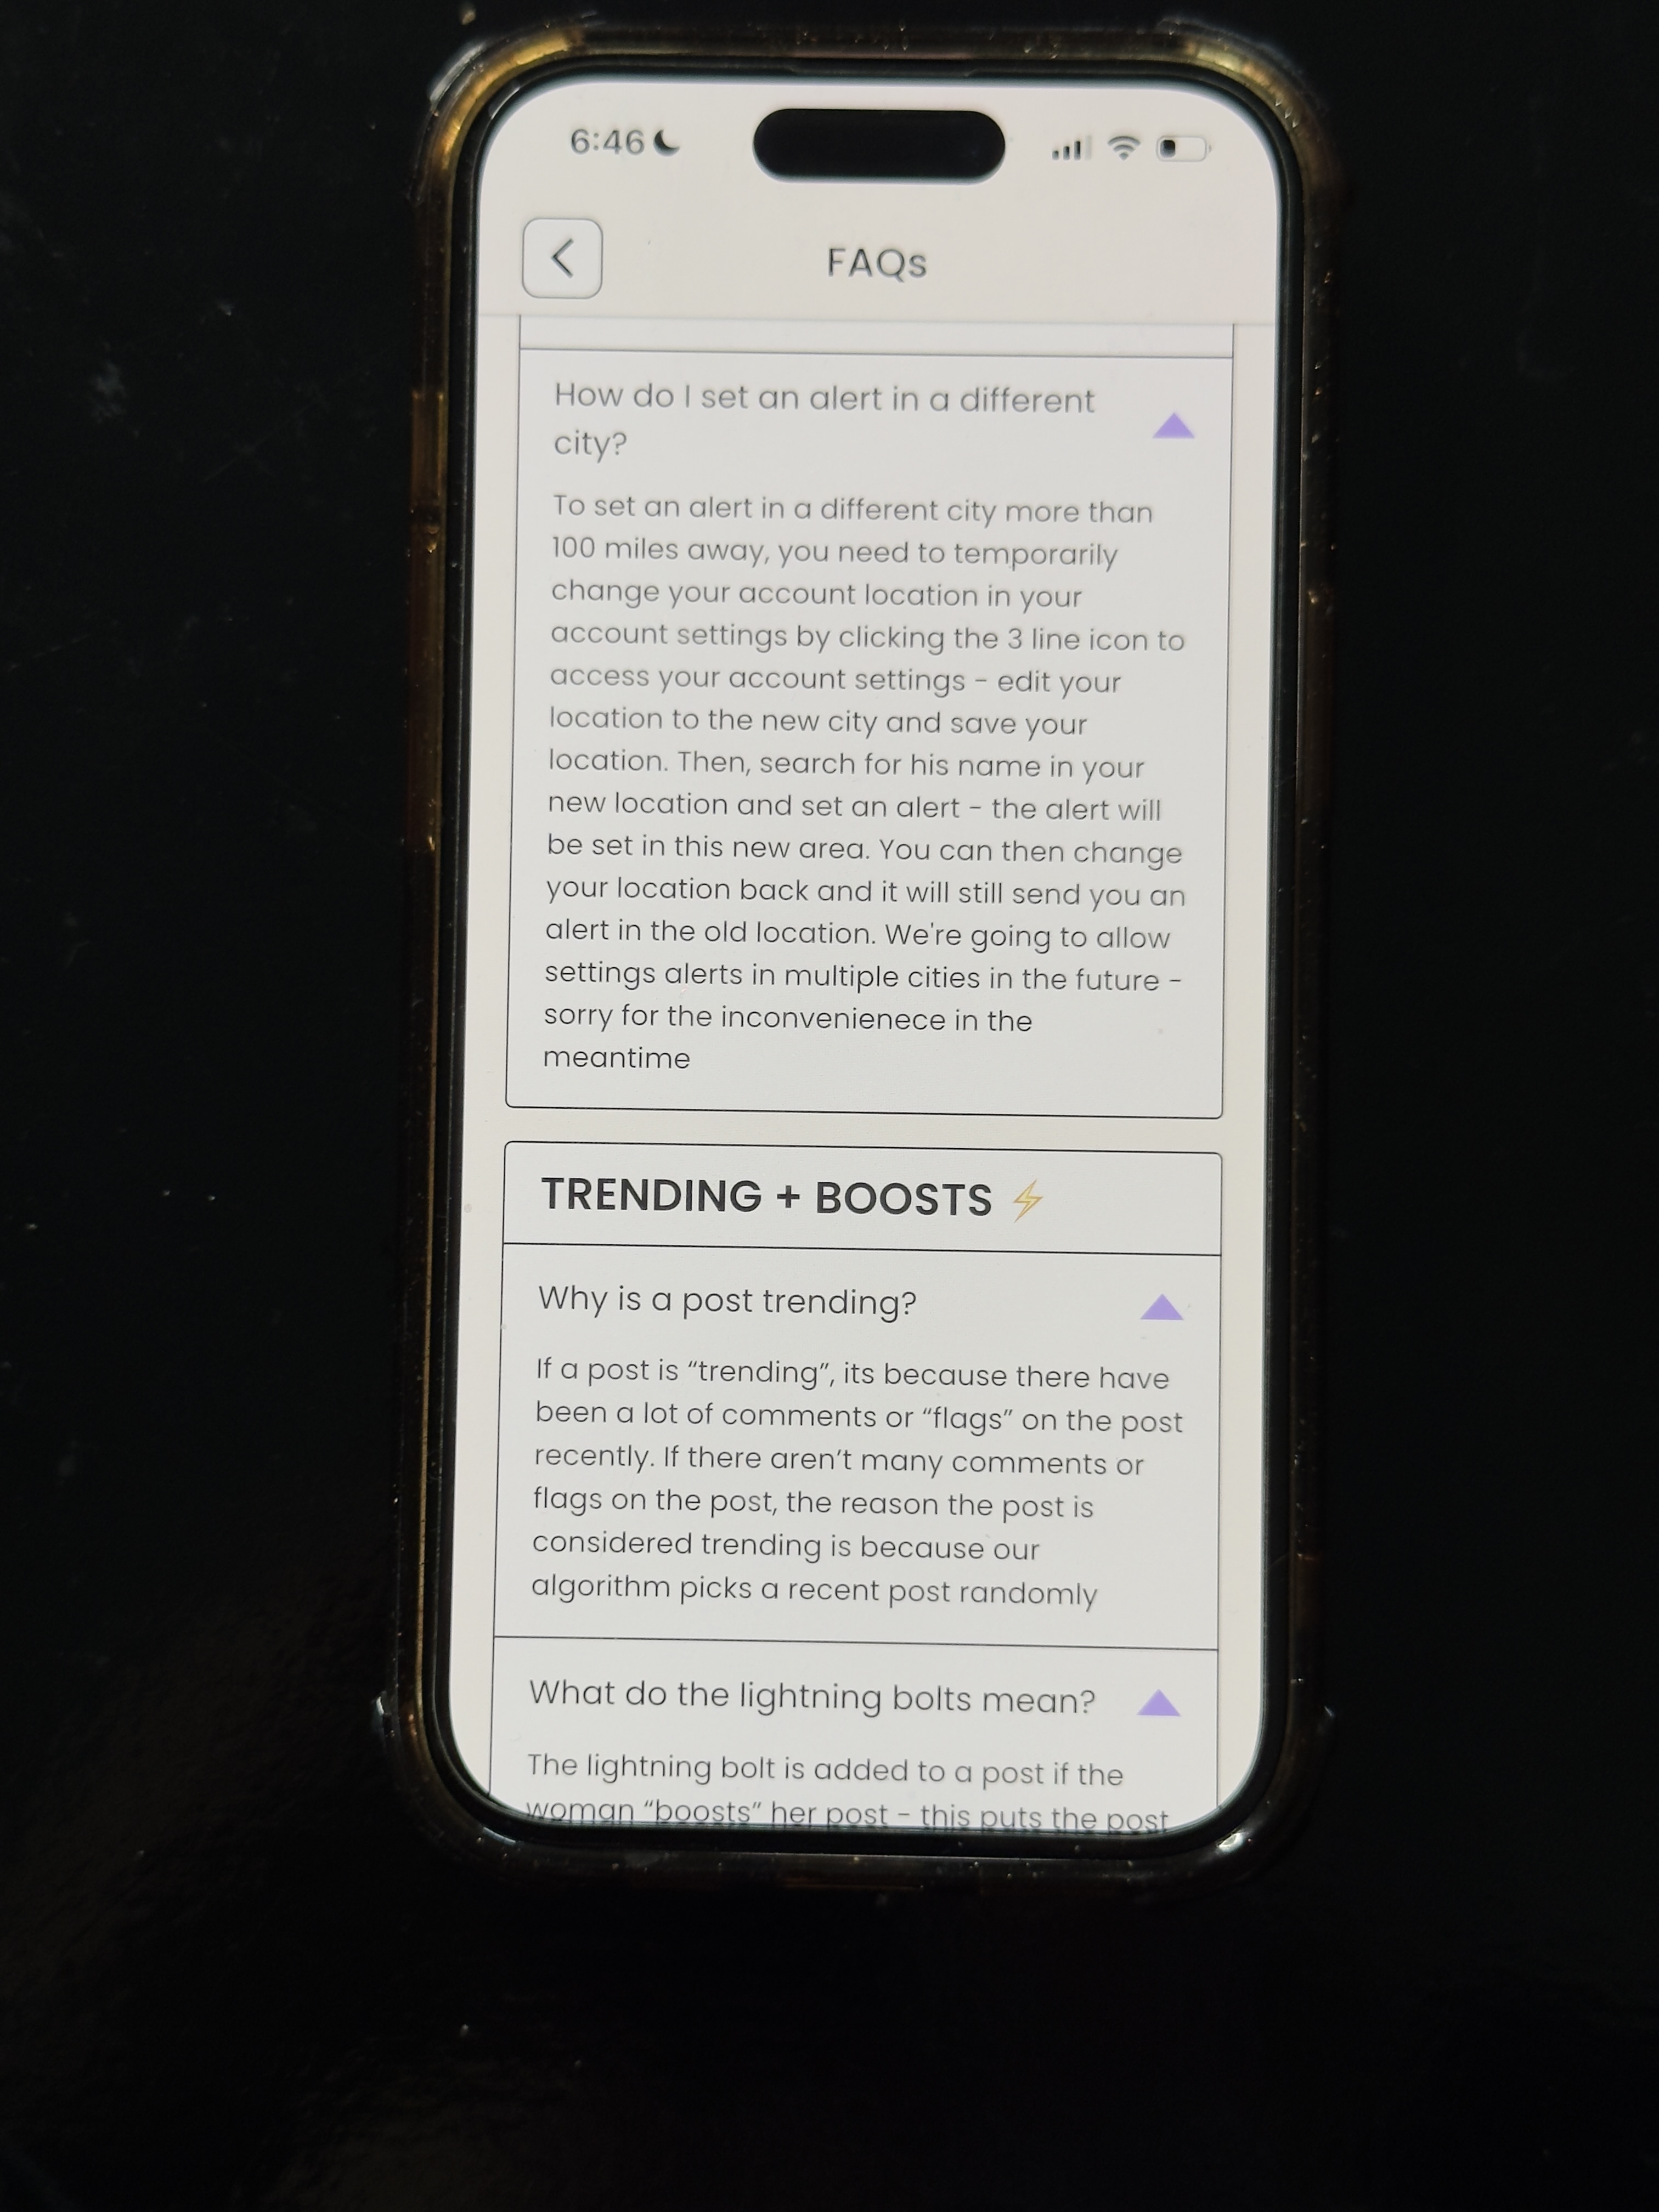 6:46
FAQs
How do I set an alert in a different
city?
To set an alert in a different city more than
100 miles away, you need to temporarily
change your account location in your
account settings by clicking the 3 line icon to
access your account settings - edit your
location to the new city and save your
location. Then, search for his name in your
new location and set an alert - the alert will
be set in this new area. You can then change
your location back and it will still send you an
alert in the old location. We're going to allow
settings alerts in multiple cities in the future -
sorry for the inconvenienece in the
meantime
TRENDING + BOOSTS ⚡
Why is a post trending?
If a post is “trending”, its because there have
been a lot of comments or “flags” on the post
recently. If there aren’t many comments or
flags on the post, the reason the post is
considered trending is because our
algorithm picks a recent post randomly
What do the lightning bolts mean?
The lightning bolt is added to a post if the
woman “boosts” her post - this puts the post